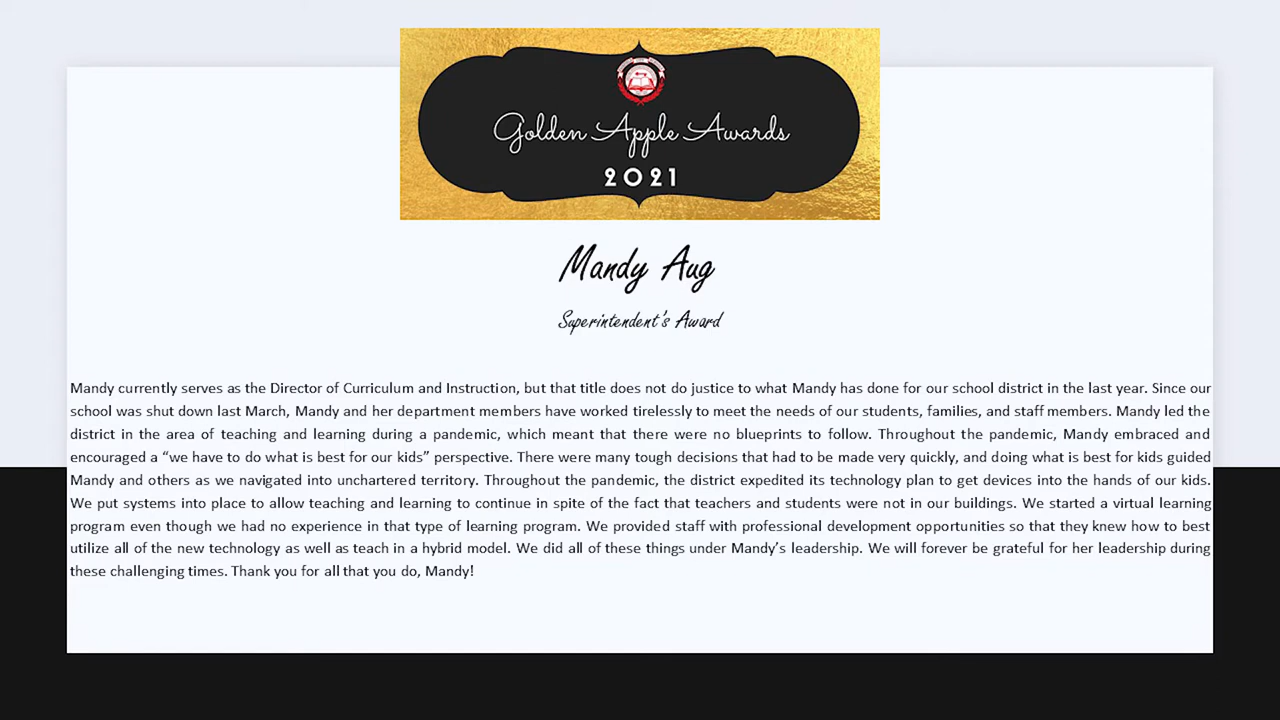 Golden Apple Awards
2021
Mandy Aug
Superintendent's Award
Mandy currently serves as the Director of Curriculum and Instruction, but that title does not do justice to what Mandy has done for our school district in the last year. Since our
school was shut down last March, Mandy and her department members have worked tirelessly to meet the needs of our students, families, and staff members. Mandy led the
district in the area of teaching and learning during a pandemic, which meant that there were no blueprints to follow. Throughout the pandemic, Mandy embraced and
encouraged a “we have to do what is best for our kids” perspective. There were many tough decisions that had to be made very quickly, and doing what is best for kids guided
Mandy and others as we navigated into unchartered territory. Throughout the pandemic, the district expedited its technology plan to get devices into the hands of our kids.
We put systems into place to allow teaching and learning to continue in spite of the fact that teachers and students were not in our buildings. We started a virtual learning
program even though we had no experience in that type of learning program. We provided staff with professional development opportunities so that they knew how to best
utilize all of the new technology as well as teach in a hybrid model. We did all of these things under Mandy’s leadership. We will forever be grateful for her leadership during
these challenging times. Thank you for all that you do, Mandy!